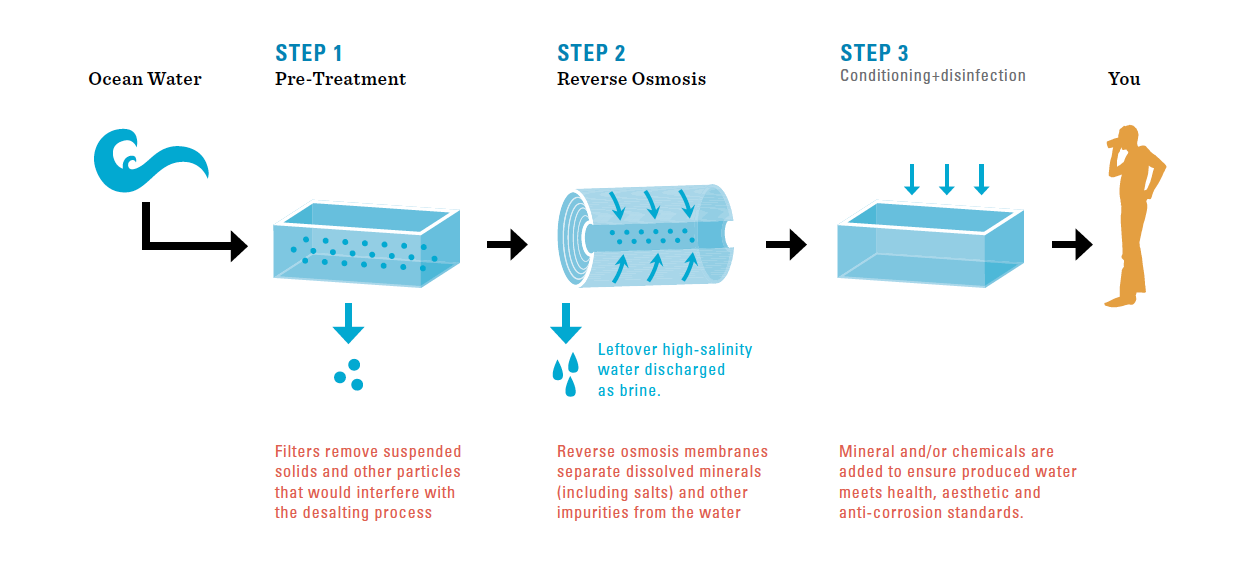 Ocean Water
STEP 1
Pre-Treatment
STEP 2
Reverse Osmosis
STEP 3
Conditioning+disinfection
You
Leftover high-salinity
water discharged
as brine.
Filters remove suspended
solids and other particles
that would interfere with
the desalting process
Reverse osmosis membranes
separate dissolved minerals
(including salts) and other
impurities from the water
Mineral and/or chemicals are
added to ensure produced water
meets health, aesthetic and
anti-corrosion standards.